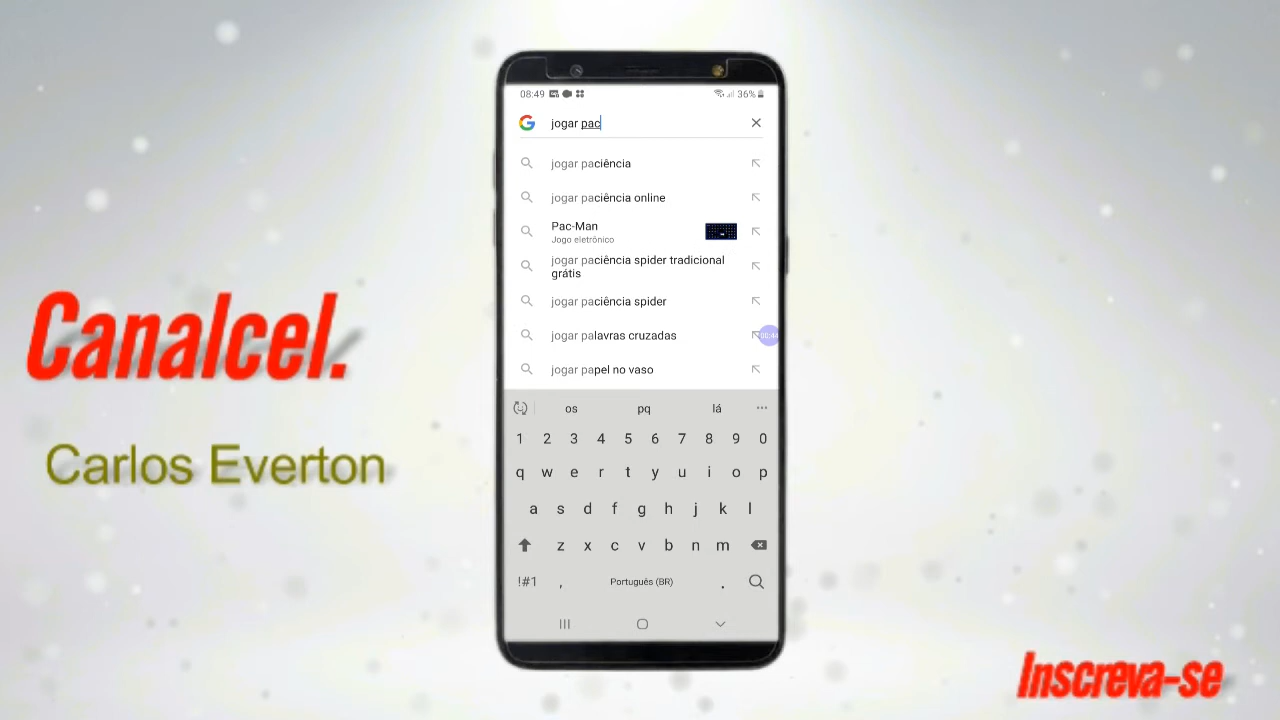 08:49
36%
jogar pac
jogar paciência
jogar paciência online
Pac-Man
Jogo eletrônico
jogar paciência spider tradicional
grátis
jogar paciência spider
jogar palavras cruzadas
00:44
jogar papel no vaso
os pq lá
1 2 3 4 5 6 7 8 9 0
q w e r t y u i o p
a s d f g h j k l
z x c v b n m
!#1 , Português (BR) .
Canalcel.
Carlos Everton
Inscreva-se